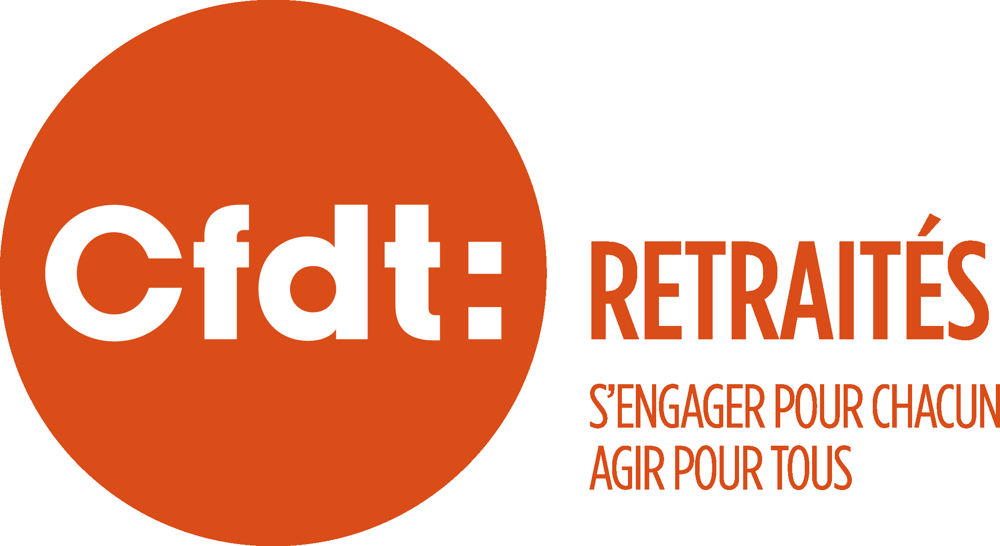 Cfdt:
RETRAITÉS
S’ENGAGER POUR CHACUN
AGIR POUR TOUS